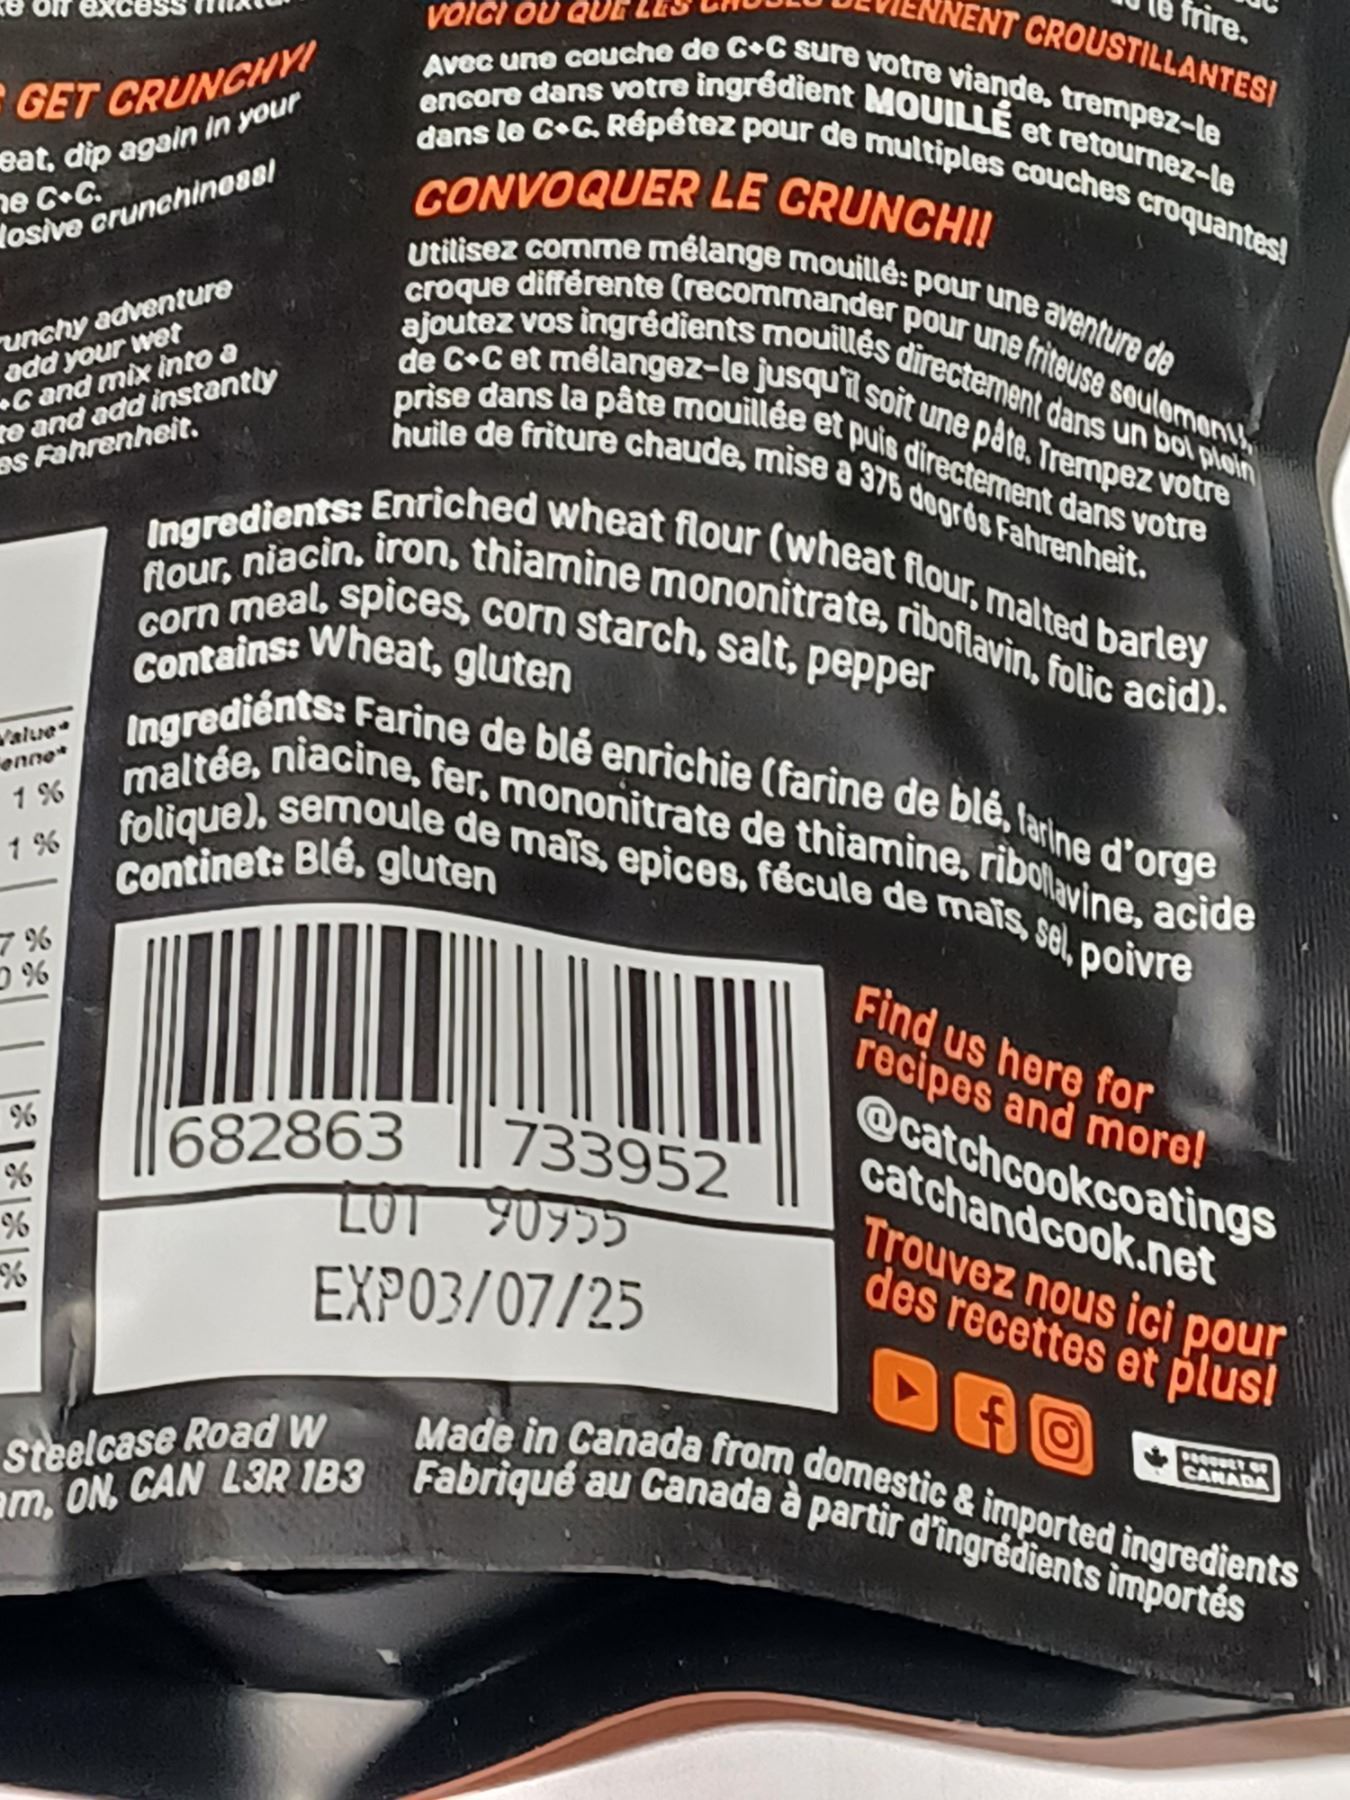 GET CRUNCHY!
eat, dip again in your
C+C.
crunchiness!
crunchy adventure
add your wet
C and mix into a
and add instantly
Fahrenheit.
Value*
1 %
1 %
7 %
%
%
%
%
%
le frire.
VOICI OU QUE LES CHOSES DEVIENNENT CROUSTILLANTES!
Avec une couche de C+C sure votre viande, trempez-le
encore dans votre ingrédient MOUILLÉ et retournez-le
dans le C+C. Répétez pour de multiples couches croquantes!
CONVOQUER LE CRUNCH!!
Utilisez comme mélange mouillé: pour une aventure de
croque différente (recommander pour une friteuse seulement),
ajoutez vos ingrédients mouillés directement dans un bol plein
de C+C et mélangez-le jusqu'il soit une pâte. Trempez votre
prise dans la pâte mouillée et puis directement dans votre
huile de friture chaude, mise a 375 degrés Fahrenheit.
Ingredients: Enriched wheat flour (wheat flour, malted barley
flour, niacin, iron, thiamine mononitrate, riboflavin, folic acid).
corn meal, spices, corn starch, salt, pepper
Contains: Wheat, gluten
Ingrediénts: Farine de blé enrichie (farine de blé, farine d'orge
maltée, niacine, fer, mononitrate de thiamine, riboflavine, acide
folique), semoule de maïs, epices, fécule de maïs, sel, poivre
Continet: Blé, gluten
682863 733952
LOT 90955
EXP03/07/25
Find us here for
recipes and more!
@catchcookcoatings
catchandcook.net
Trouvez nous ici pour
des recettes et plus!
PRODUCT OF
CANADA
Steelcase Road W
ON, CAN L3R 1B3
Made in Canada from domestic & imported ingredients
Fabriqué au Canada à partir d'ingrédients importés